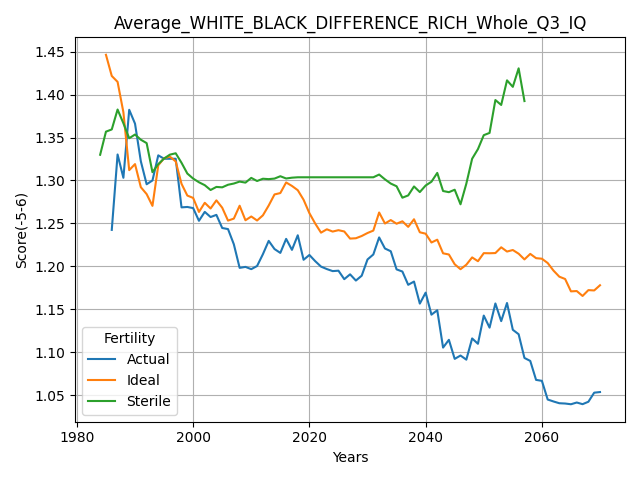 Average_WHITE_BLACK_DIFFERENCE_RICH_Whole_Q3_IQ
Score(-5-6)
1.45
1.40
1.35
1.30
1.25
1.20
1.15
1.10
1.05
Fertility
Actual
Ideal
Sterile
1980
2000
2020
2040
2060
Years